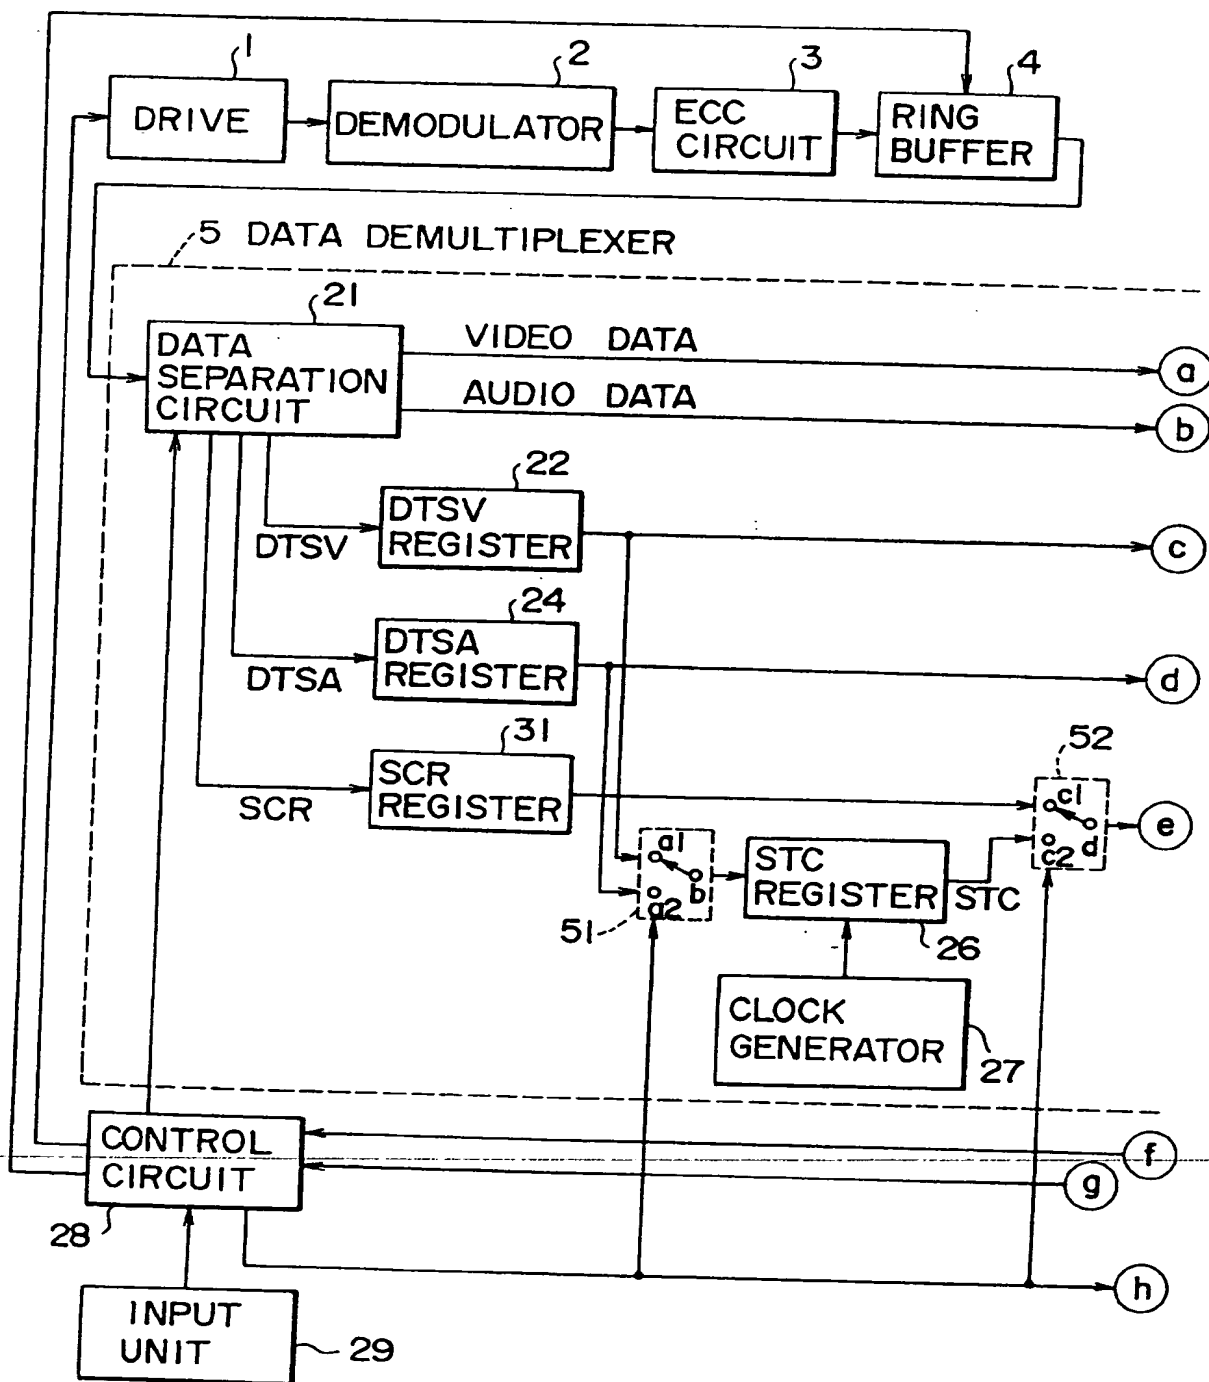 1
2
3
4
DRIVE
DEMODULATOR
ECC
CIRCUIT
RING
BUFFER
5 DATA DEMULTIPLEXER
21
DATA
SEPARATION
CIRCUIT
VIDEO DATA
a
AUDIO DATA
b
22
DTSV
REGISTER
DTSV
c
24
DTSA
REGISTER
DTSA
d
31
SCR
REGISTER
SCR
52
c1
c2
d
e
a1
a2
b
51
STC
REGISTER
STC
26
CLOCK
GENERATOR
27
CONTROL
CIRCUIT
28
f
g
h
INPUT
UNIT
29